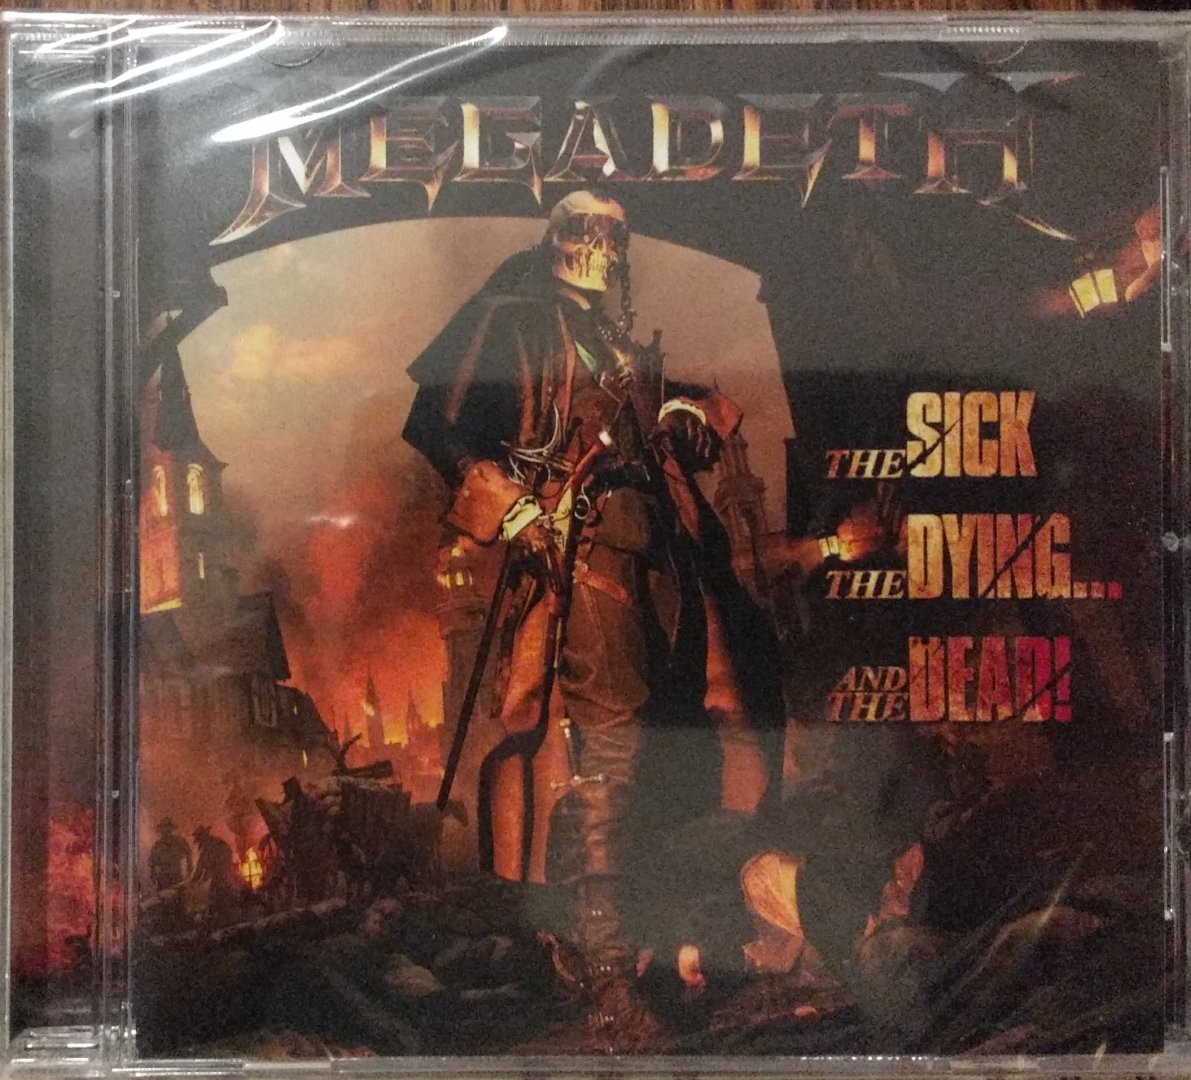 MEGADETH
THE SICK
THE DYING...
AND THE DEAD!